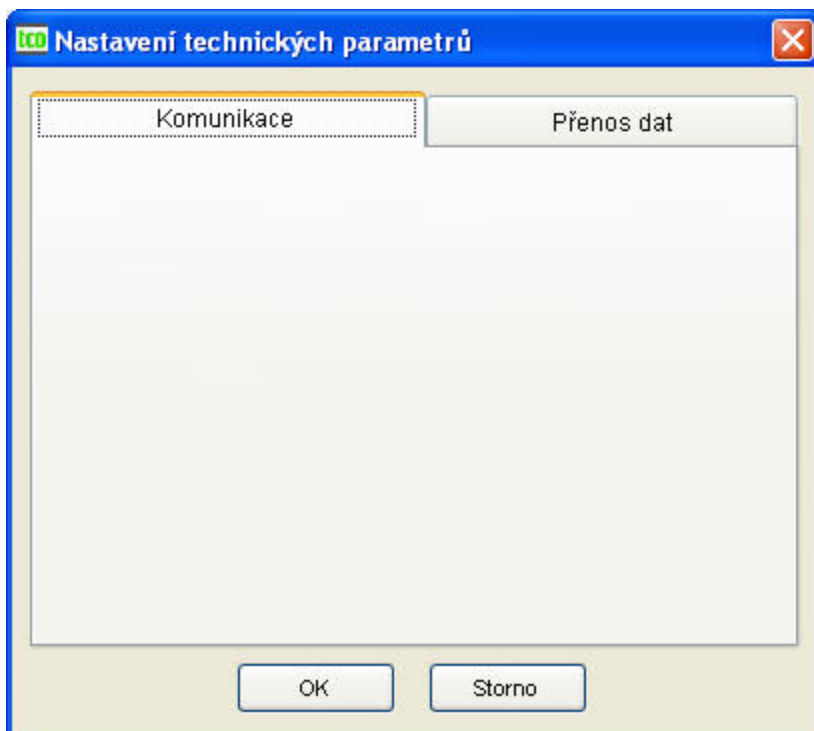 tco Nastavení technických parametrů
Komunikace Přenos dat
OK Storno